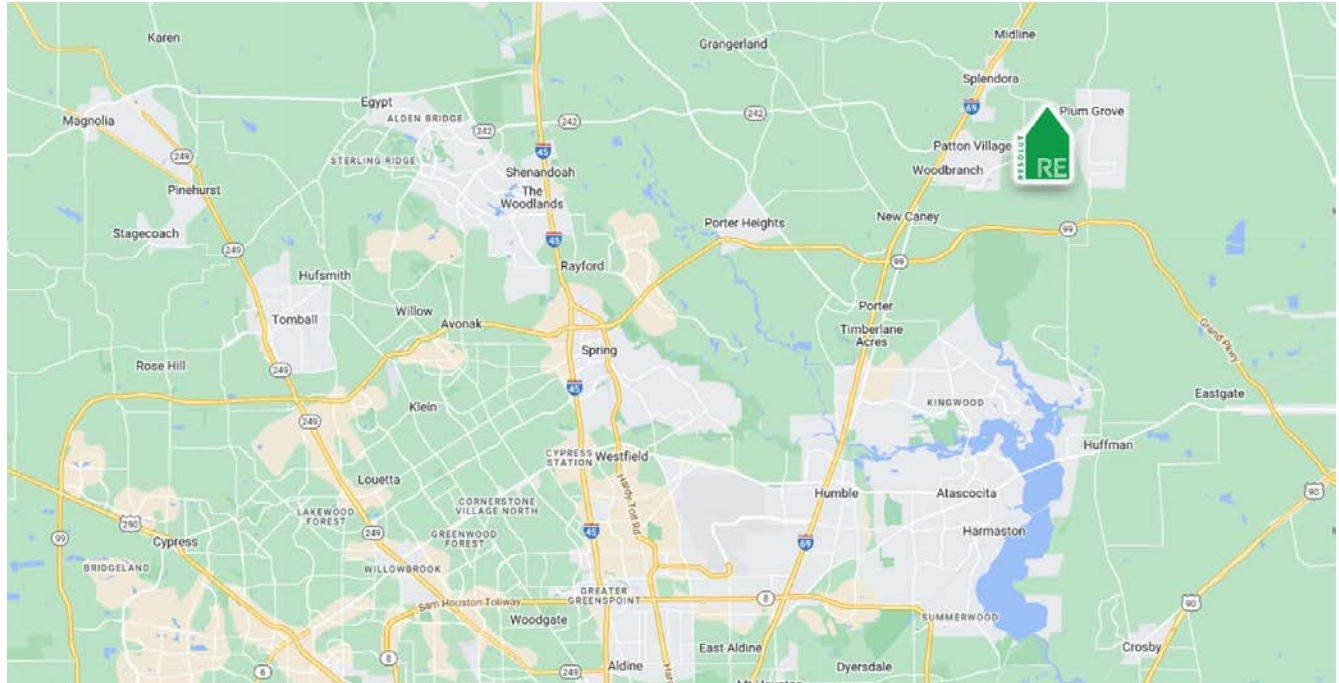 Midline
Karen
Grangerland
Splendora
69
Egypt
Plum Grove
ALDEN BRIDGE
242
Magnolia
242
242
242
Patton Village
RESOLUT
RE
249
45
STERLING RIDGE
Shenandoah
Woodbranch
Pinehurst
The
Woodlands
New Caney
Porter Heights
99
Stagecoach
45
249
99
Rayford
Hufsmith
Porter
Willow
Tomball
Avonak
Timberlane
Acres
Grand Pkwy
Spring
Rose Hill
249
45
Eastgate
KINGWOOD
Klein
249
Huffman
CYPRESS
STATION
Westfield
Louetta
Hardy Toll Rd
Humble
Atascocita
90
CORNERSTONE
VILLAGE NORTH
LAKEWOOD
FOREST
290
249
45
Harmaston
99
Cypress
GREENWOOD
FOREST
69
BRIDGELAND
WILLOWBROOK
GREATER
GREENSPOINT
8
Sam Houston Tollway
90
Woodgate
SUMMERWOOD
East Aldine
Crosby
8
6
249
Aldine
Dyersdale
Mt Houston